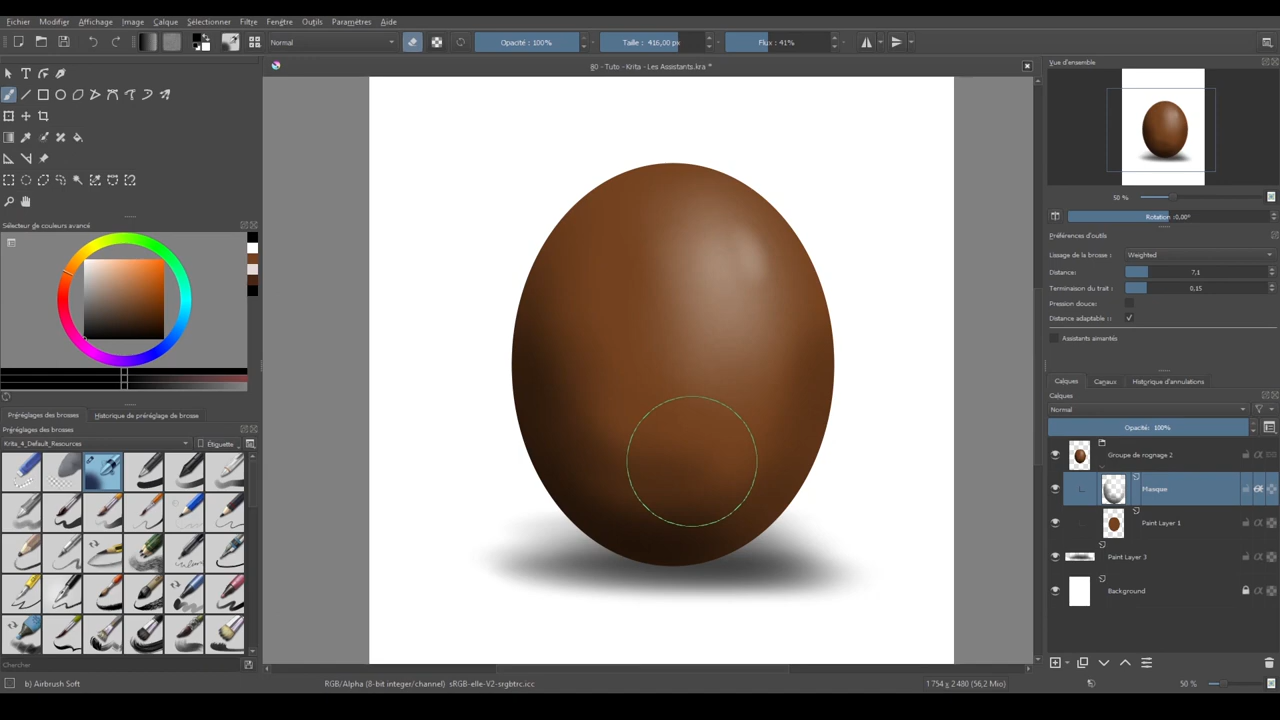 Fichier Modifier Affichage Image Calque Sélectionner Filtre Fenêtre Outils Paramètres Aide
Normal
Opacité : 100%
Taille : 416,00 px
Flux : 41%
80 - Tuto - Krita - Les Assistants.kra *
Vue d'ensemble
50 %
Rotation : 0,00°
Préférences d'outils
Lissage de la brosse :
Weighted
Distance:
7,1
Terminaison du trait :
0,15
Pression douce:
Distance adaptable
Assistants aimantés
Sélecteur de couleurs avancé
Préréglages des brosses
Historique de préréglage de brosse
Préréglages des brosses
Krita_4_Default_Resources
Étiquette
Calques
Canaux
Historique d'annulations
Calques
Normal
Opacité: 100%
Groupe de rognage 2
Masque
Paint Layer 1
Paint Layer 3
Background
Chercher
b) Airbrush Soft
RGB/Alpha (8-bit integer/channel) sRGB-elle-V2-srgbtrc.icc
1 754 x 2 480 (56,2 Mio)
50 %